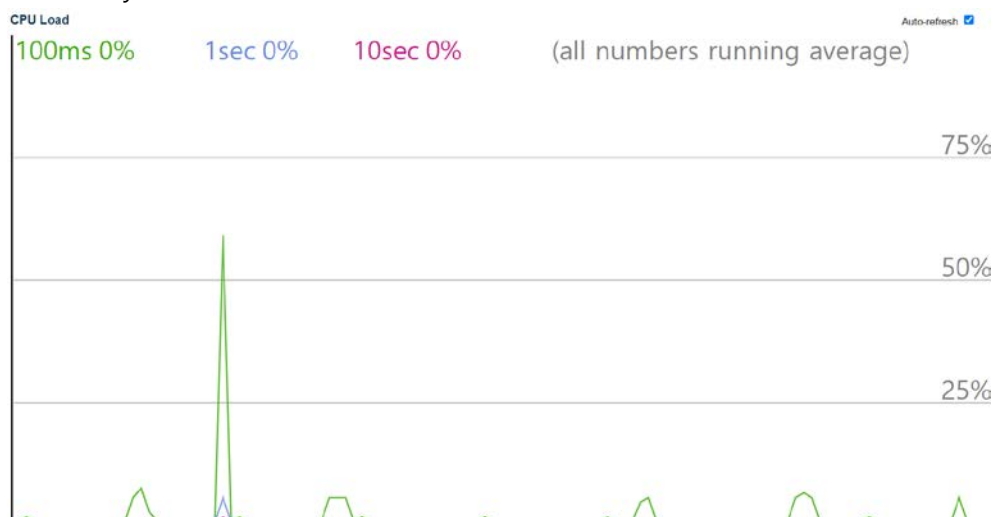 CPU Load
Auto-refresh
100ms 0% 1sec 0% 10sec 0% (all numbers running average)
75%
50%
25%